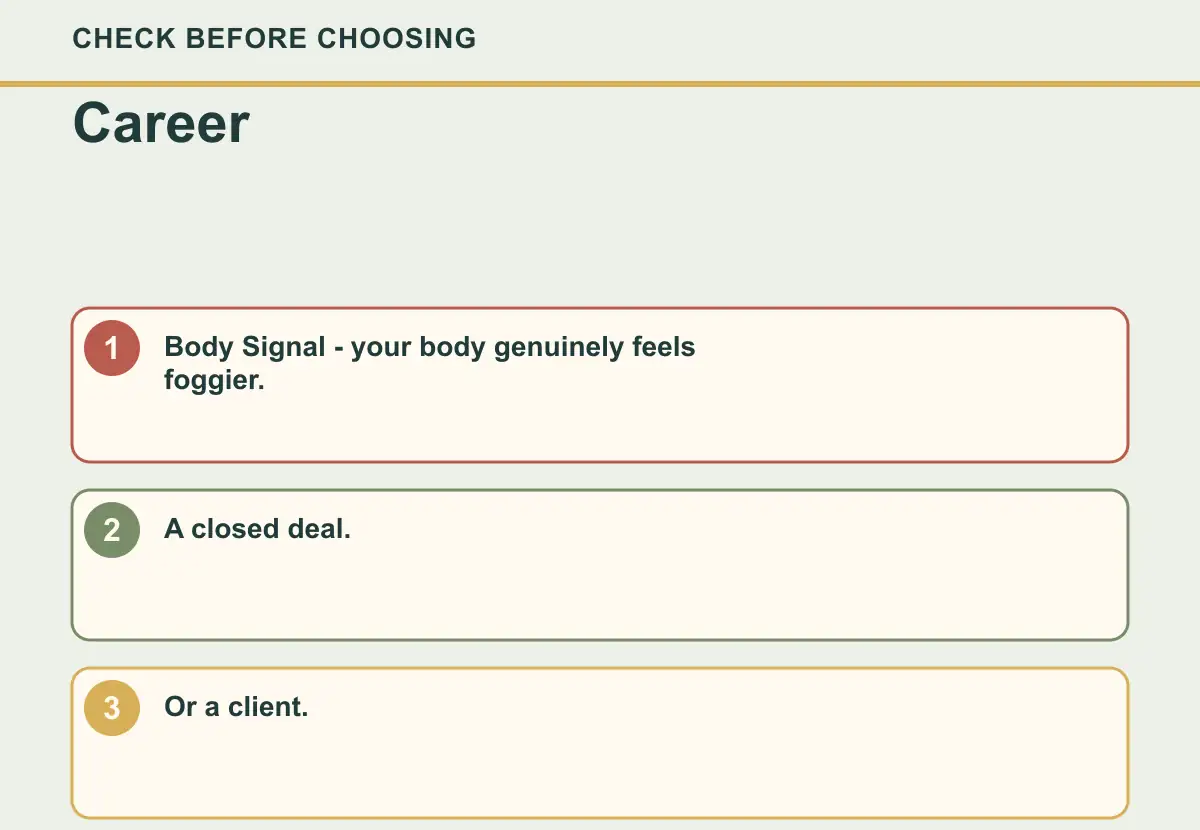 CHECK BEFORE CHOOSING
Career
1
Body Signal - your body genuinely feels
foggier.
2
A closed deal.
3
Or a client.